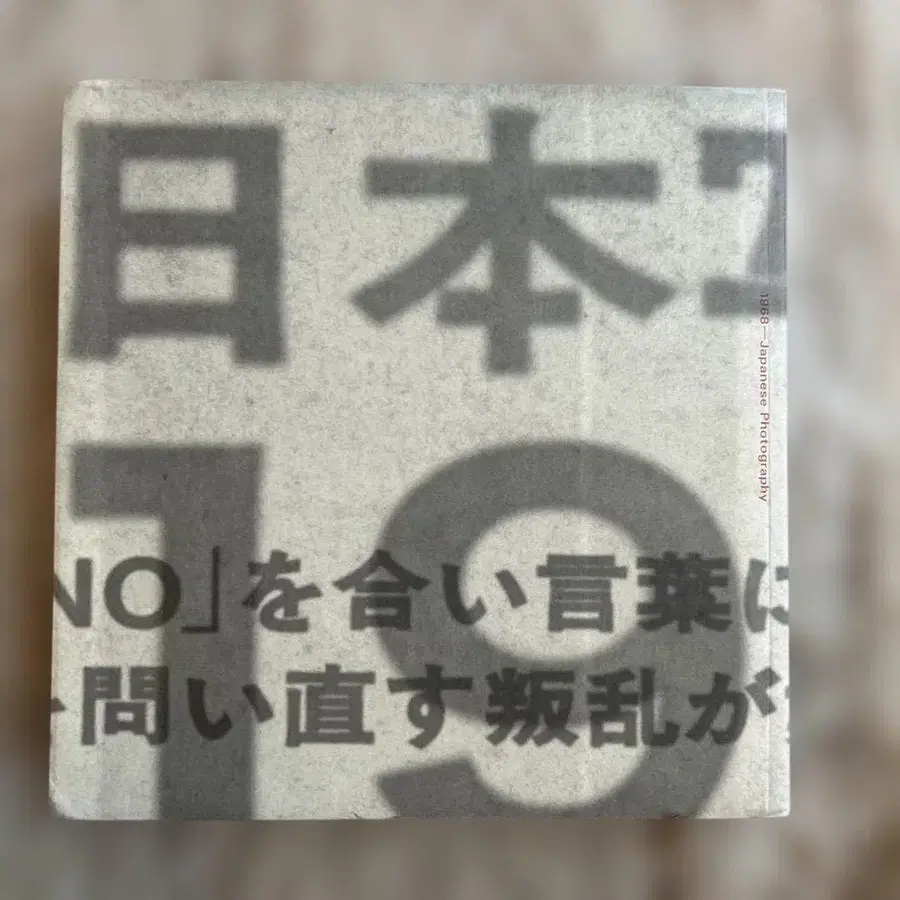 日本
19
NO」を合い言葉に
問い直す叛乱が
1968—Japanese Photography